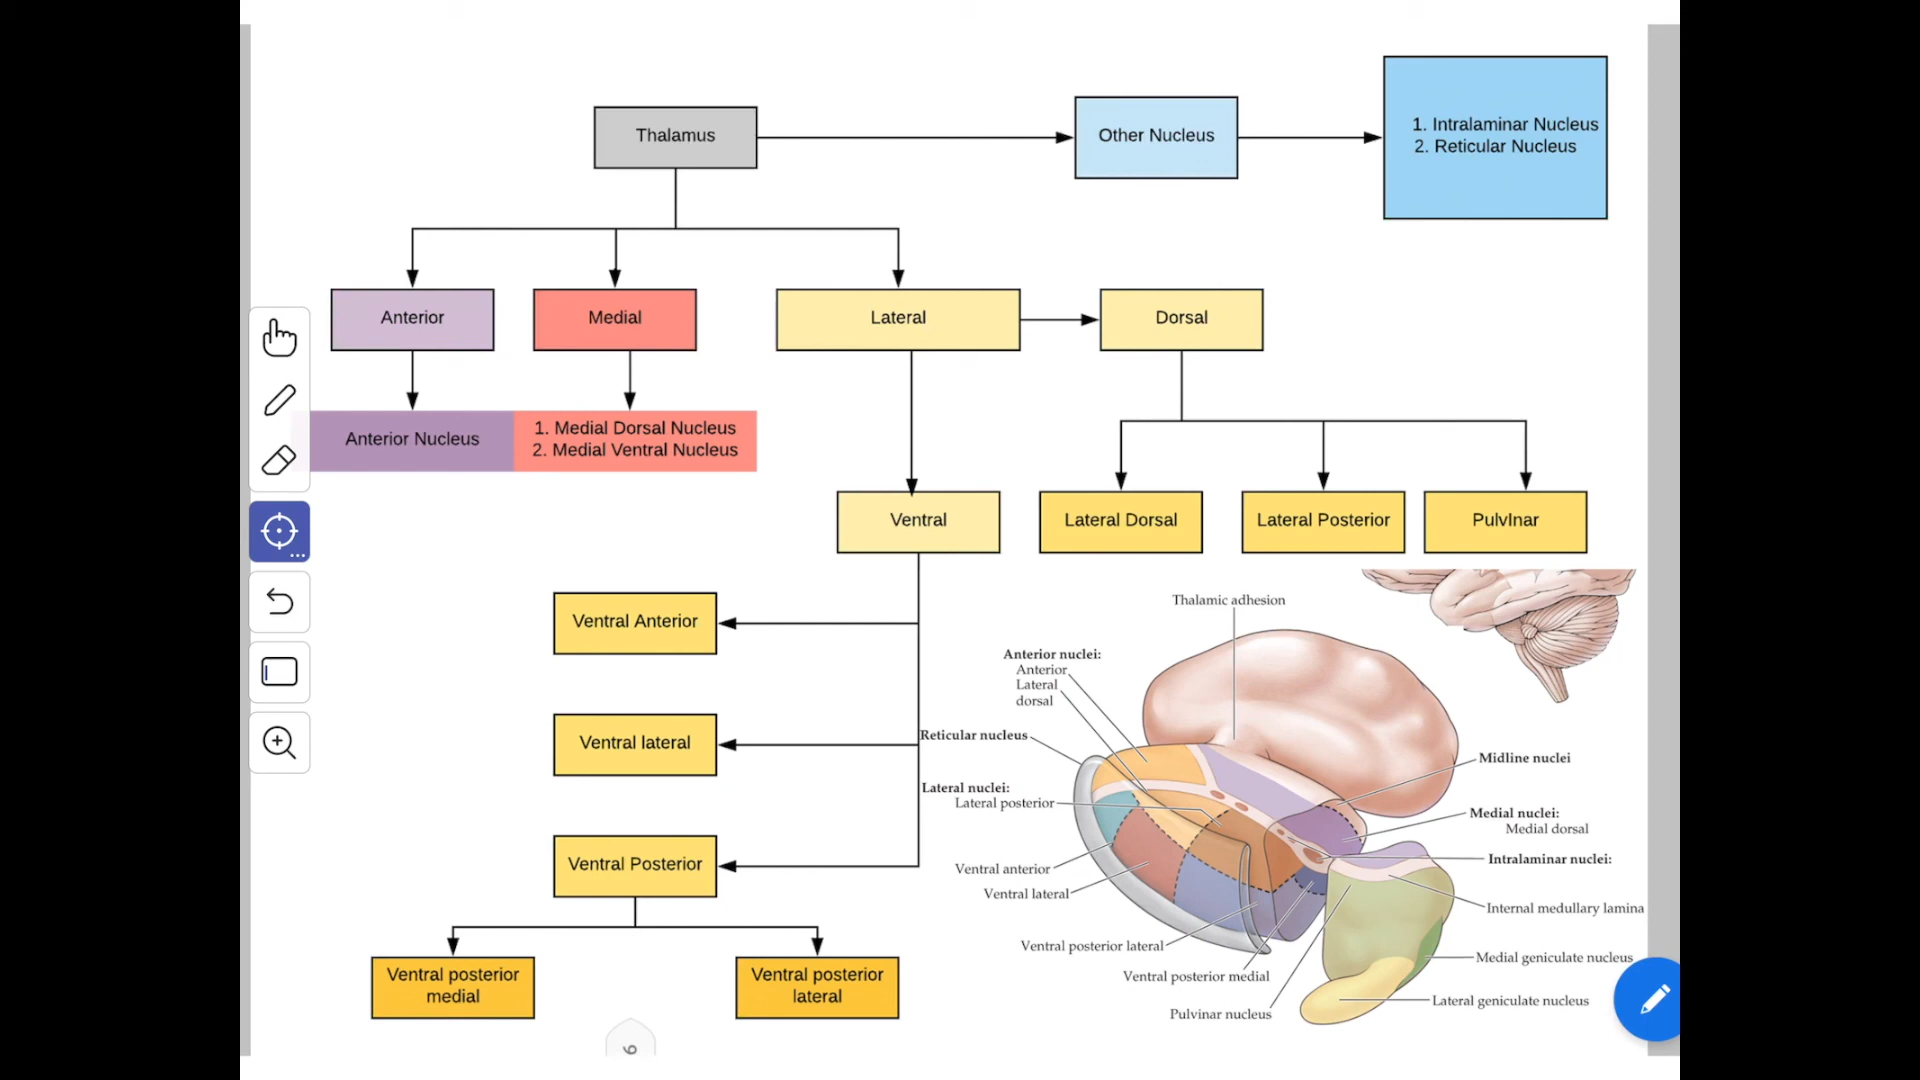 Thalamus
Other Nucleus
1. Intralaminar Nucleus
2. Reticular Nucleus
Anterior
Medial
Lateral
Dorsal
Anterior Nucleus
1. Medial Dorsal Nucleus
2. Medial Ventral Nucleus
Ventral
Lateral Dorsal
Lateral Posterior
PulvInar
Ventral Anterior
Ventral lateral
Ventral Posterior
Ventral posterior
medial
Ventral posterior
lateral
Thalamic adhesion
Anterior nuclei:
Anterior
Lateral
dorsal
Reticular nucleus
Lateral nuclei:
Lateral posterior
Ventral anterior
Ventral lateral
Ventral posterior lateral
Ventral posterior medial
Pulvinar nucleus
Midline nuclei
Medial nuclei:
Medial dorsal
Intralaminar nuclei:
Internal medullary lamina
Medial geniculate nucleus
Lateral geniculate nucleus
6